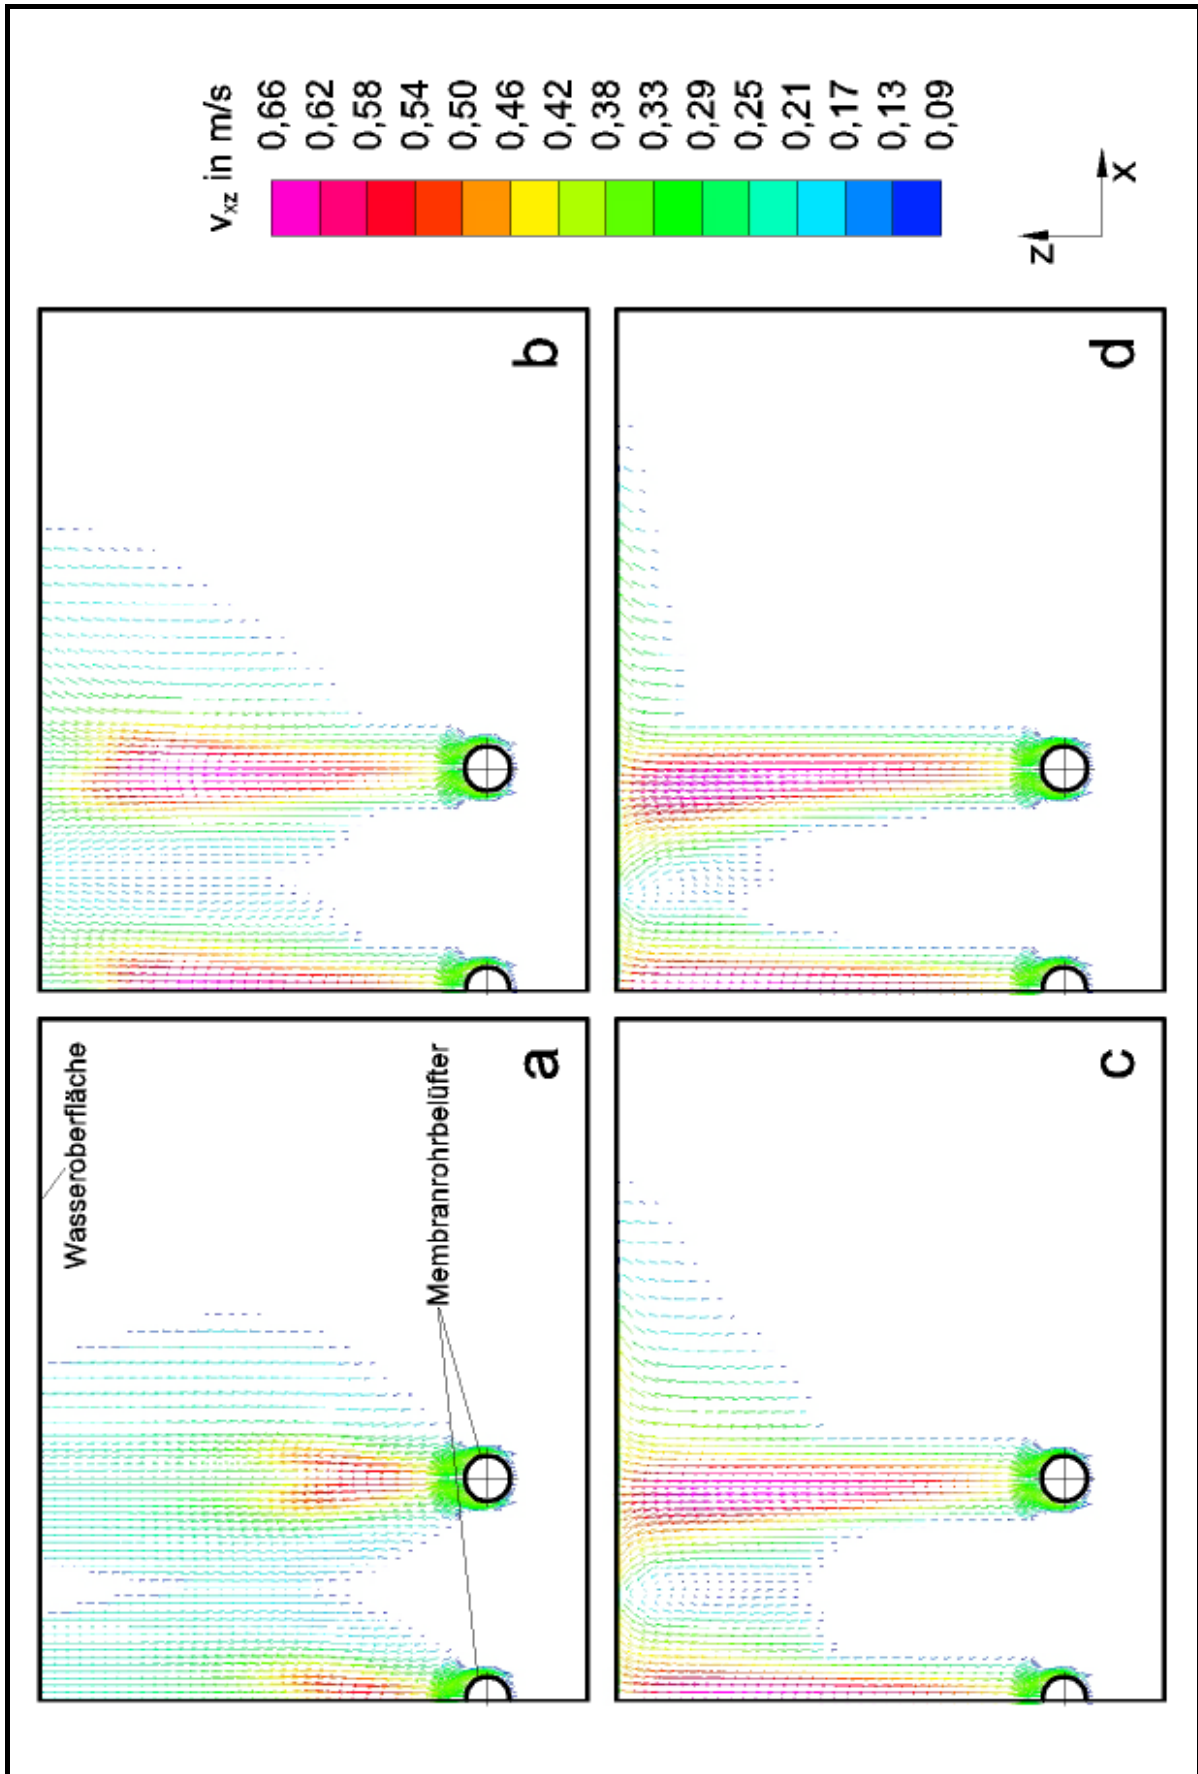 Wasseroberfläche
Membranrohrbelüfter
a
b
c
d
v_xz in m/s
0,66
0,62
0,58
0,54
0,50
0,46
0,42
0,38
0,33
0,29
0,25
0,21
0,17
0,13
0,09
z
x